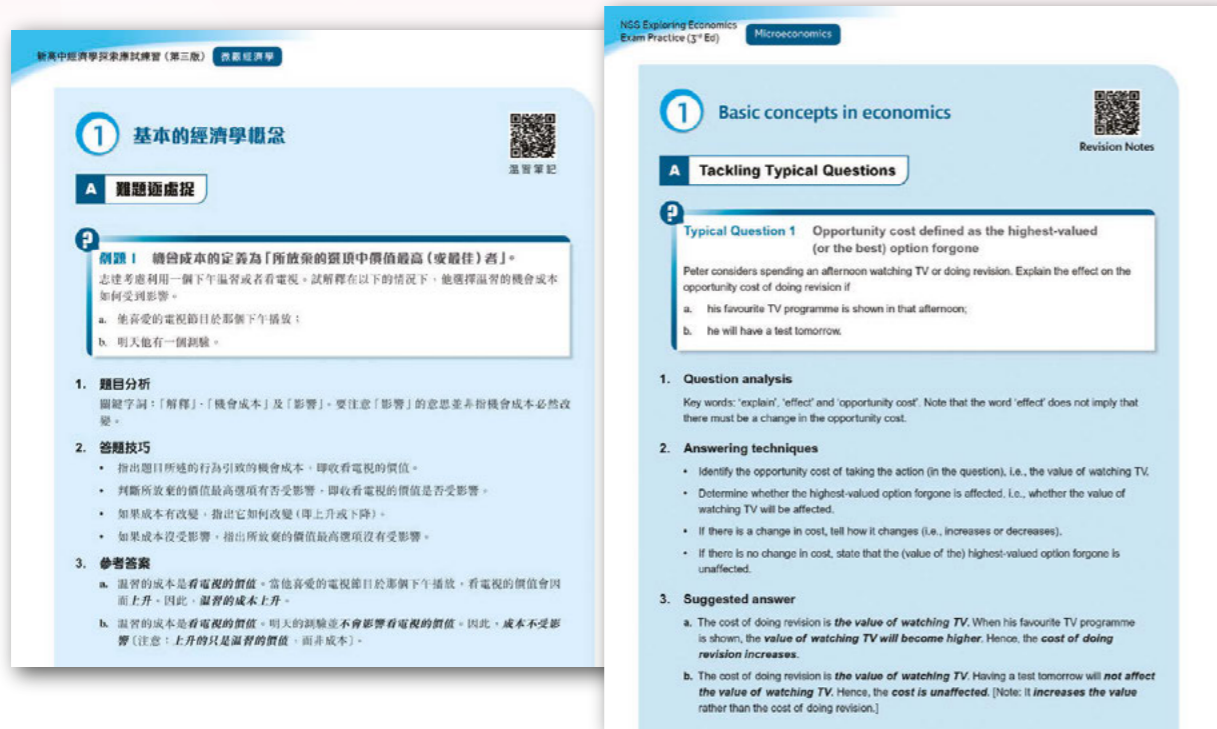 新高中經濟學探索應試練習(第三版) 微觀經濟學
1 基本的經濟學概念
溫習筆記
A 難題逐處捉
例題 1 機會成本的定義為「所放棄的選項中價值最高(或最佳)者」。
志達考慮利用一個下午溫習或者看電視。試解釋在以下的情況下,他選擇溫習的機會成本
如何受到影響。
a. 他喜愛的電視節目於那個下午播放;
b. 明天他有一個測驗。
1. 題目分析
關鍵字詞:「解釋」、「機會成本」及「影響」。要注意「影響」的意思並非指機會成本必然改
變。
2. 答題技巧
• 指出題目所述的行為引致的機會成本,即收看電視的價值。
• 判斷所放棄的價值最高選項有否受影響,即收看電視的價值是否受影響。
• 如果成本有改變,指出它如何改變(即上升或下降)。
• 如果成本沒受影響,指出所放棄的價值最高選項沒有受影響。
3. 參考答案
a. 溫習的成本是看電視的價值。當他喜愛的電視節目於那個下午播放,看電視的價值會因
而上升。因此,溫習的成本上升。
b. 溫習的成本是看電視的價值。明天的測驗並不會影響看電視的價值。因此,成本不受影
響〔注意:上升的只是溫習的價值,而非成本〕。
NSS Exploring Economics
Exam Practice (3rd Ed) Microeconomics
1 Basic concepts in economics
Revision Notes
A Tackling Typical Questions
Typical Question 1 Opportunity cost defined as the highest-valued
(or the best) option forgone
Peter considers spending an afternoon watching TV or doing revision. Explain the effect on the
opportunity cost of doing revision if
a. his favourite TV programme is shown in that afternoon;
b. he will have a test tomorrow.
1. Question analysis
Key words: 'explain', 'effect' and 'opportunity cost'. Note that the word 'effect' does not imply that
there must be a change in the opportunity cost.
2. Answering techniques
• Identify the opportunity cost of taking the action (in the question), i.e., the value of watching TV.
• Determine whether the highest-valued option forgone is affected, i.e., whether the value of
watching TV will be affected.
• If there is a change in cost, tell how it changes (i.e., increases or decreases).
• If there is no change in cost, state that the (value of the) highest-valued option forgone is
unaffected.
3. Suggested answer
a. The cost of doing revision is the value of watching TV. When his favourite TV programme
is shown, the value of watching TV will become higher. Hence, the cost of doing
revision increases.
b. The cost of doing revision is the value of watching TV. Having a test tomorrow will not affect
the value of watching TV. Hence, the cost is unaffected. [Note: It increases the value
rather than the cost of doing revision.]